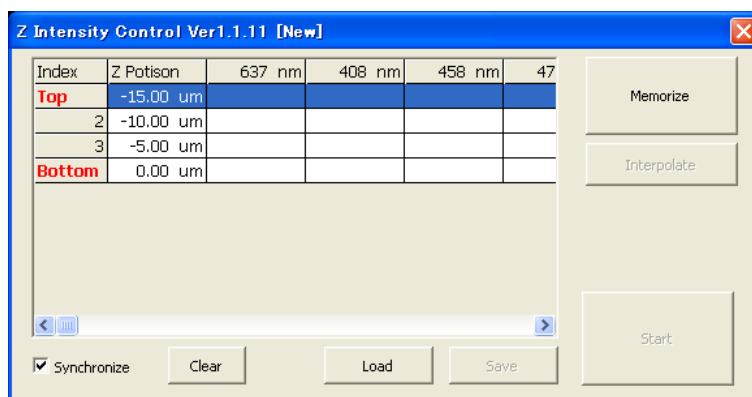 Z Intensity Control Ver1.1.11 [New]
Index Z Potison 637 nm 408 nm 458 nm 47
Top -15.00 um
2 -10.00 um
3 -5.00 um
Bottom 0.00 um
Memorize
Interpolate
Start
Synchronize Clear Load Save